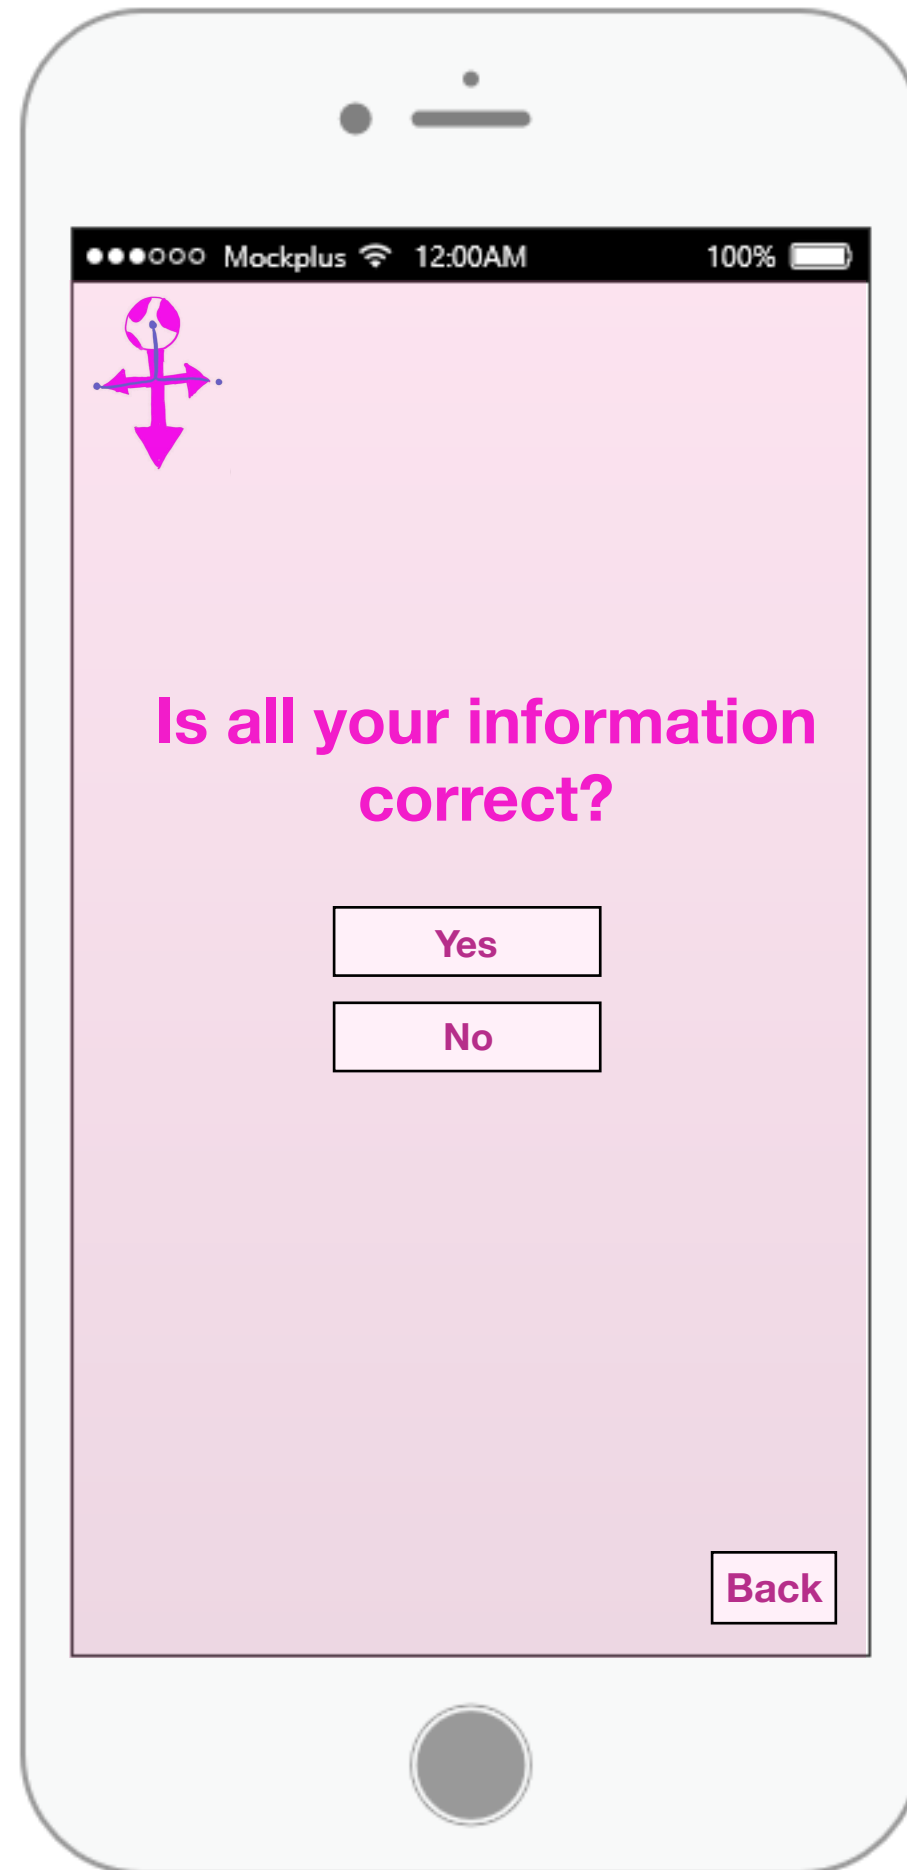 Mockplus 12:00AM 100%
Is all your information
correct?
Yes
No
Back